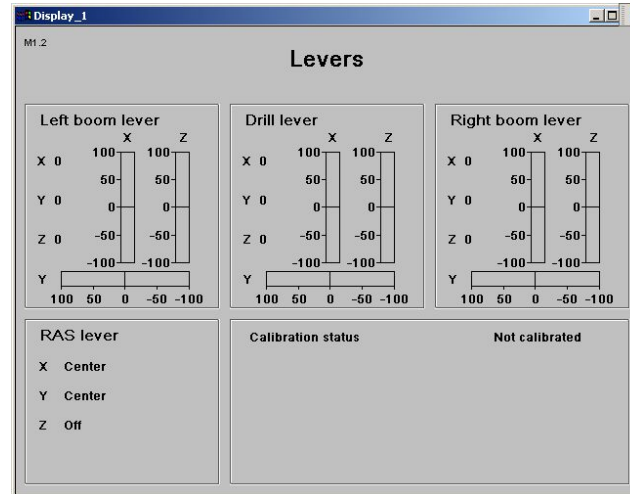 Display_1
M1.2
Levers
Left boom lever
X Z
X 0
100 100
50 50
Y 0
0 0
Z 0
-50 -50
-100 -100
Y
100 50 0 -50 -100
Drill lever
X Z
X 0
100 100
50 50
Y 0
0 0
Z 0
-50 -50
-100 -100
Y
100 50 0 -50 -100
Right boom lever
X Z
X 0
100 100
50 50
Y 0
0 0
Z 0
-50 -50
-100 -100
Y
100 50 0 -50 -100
RAS lever
X Center
Y Center
Z Off
Calibration status Not calibrated